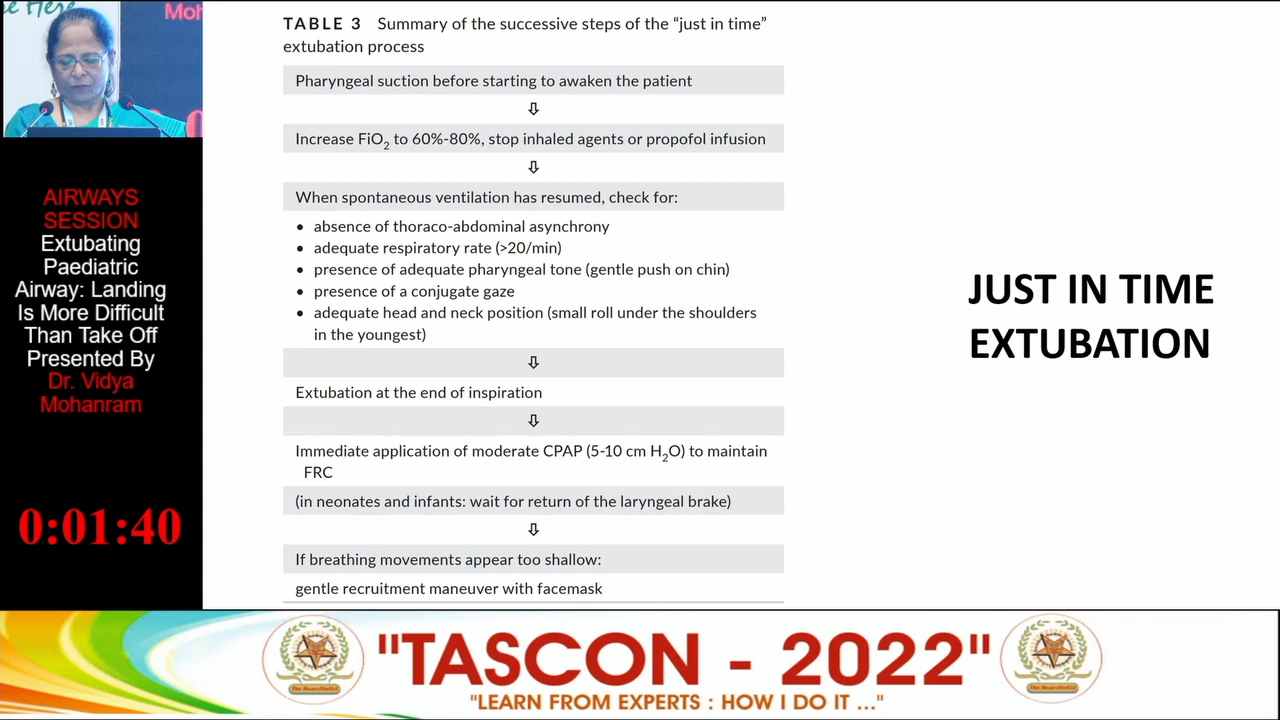 e Here
Moh
AIRWAYS
SESSION
Extubating
Paediatric
Airway: Landing
Is More Difficult
Than Take Off
Presented By
Dr. Vidya
Mohanram
0:01:40
TABLE 3 Summary of the successive steps of the “just in time”
extubation process
Pharyngeal suction before starting to awaken the patient
⇩
Increase FiO2 to 60%-80%, stop inhaled agents or propofol infusion
⇩
When spontaneous ventilation has resumed, check for:
• absence of thoraco-abdominal asynchrony
• adequate respiratory rate (>20/min)
• presence of adequate pharyngeal tone (gentle push on chin)
• presence of a conjugate gaze
• adequate head and neck position (small roll under the shoulders
in the youngest)
⇩
Extubation at the end of inspiration
⇩
Immediate application of moderate CPAP (5-10 cm H2O) to maintain
FRC
(in neonates and infants: wait for return of the laryngeal brake)
⇩
If breathing movements appear too shallow:
gentle recruitment maneuver with facemask
JUST IN TIME
EXTUBATION
"TASCON - 2022"
"LEARN FROM EXPERTS : HOW I DO IT ..."